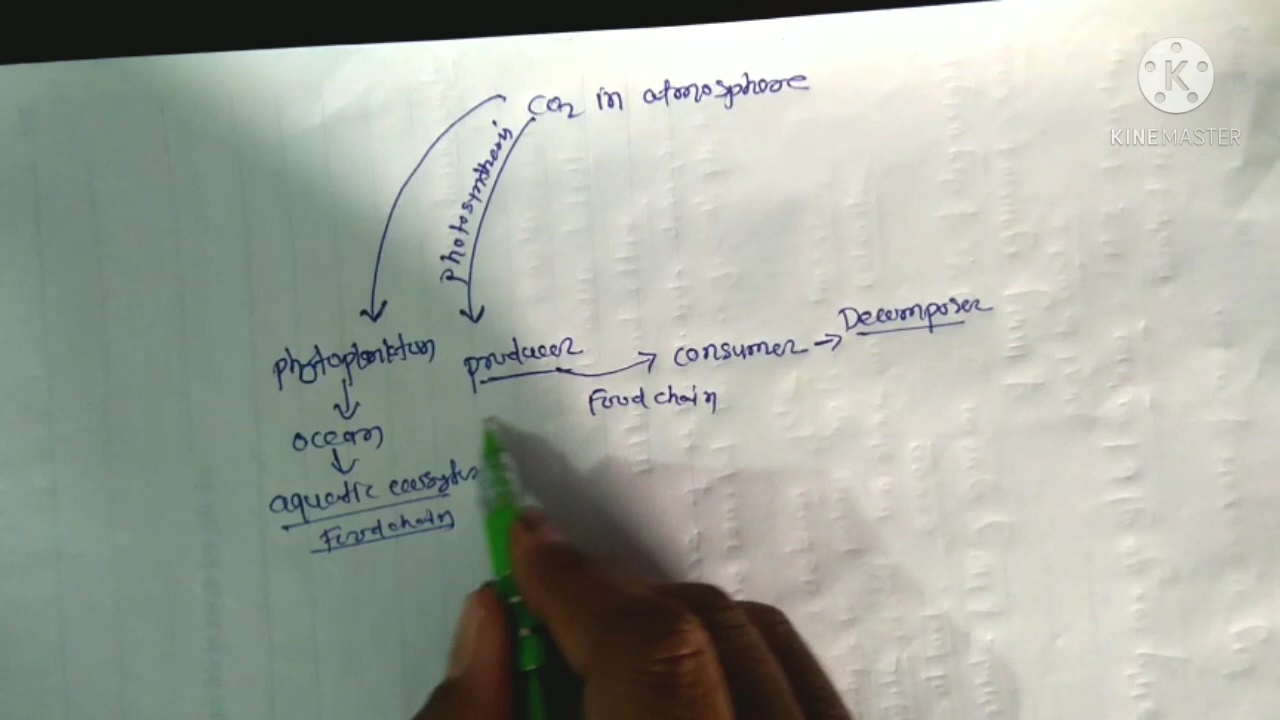 CO2 in atmosphere
photosynthesis
phytoplankton
producer
consumer
Decomposer
Food chain
ocean
aquatic ecosystem
Food chain
KINEMASTER